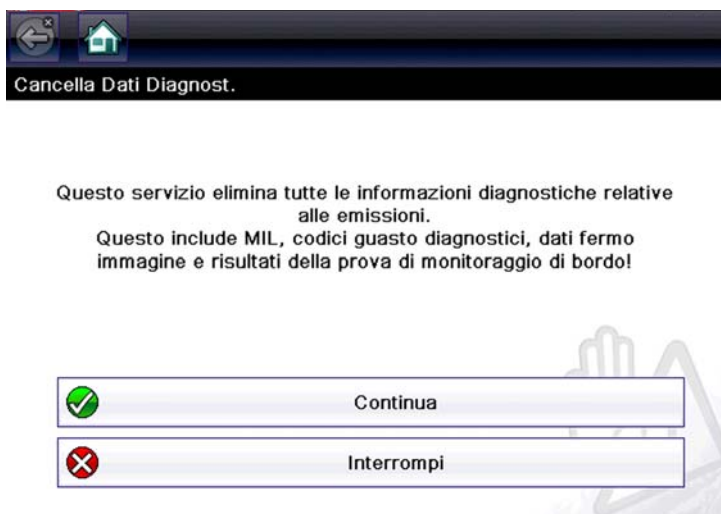 Cancella Dati Diagnost.
Questo servizio elimina tutte le informazioni diagnostiche relative
alle emissioni.
Questo include MIL, codici guasto diagnostici, dati fermo
immagine e risultati della prova di monitoraggio di bordo!
Continua
Interrompi